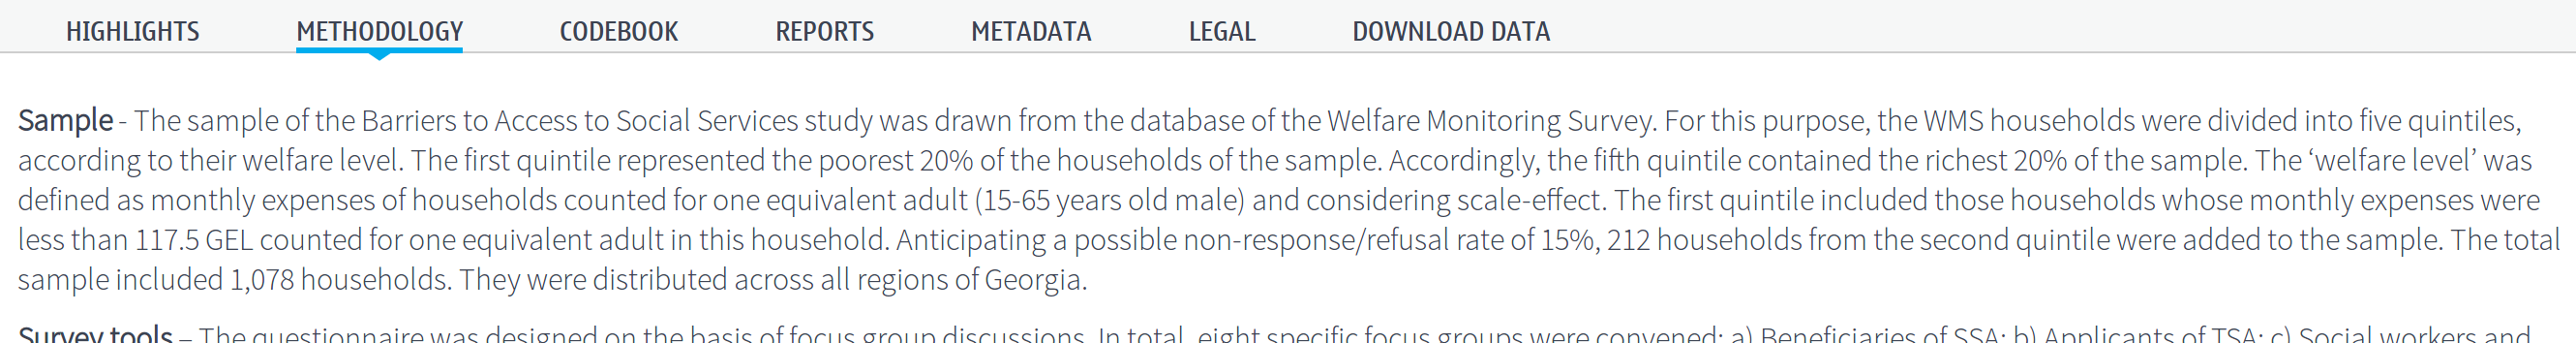 HIGHLIGHTS METHODOLOGY CODEBOOK REPORTS METADATA LEGAL DOWNLOAD DATA
Sample - The sample of the Barriers to Access to Social Services study was drawn from the database of the Welfare Monitoring Survey. For this purpose, the WMS households were divided into five quintiles,
according to their welfare level. The first quintile represented the poorest 20% of the households of the sample. Accordingly, the fifth quintile contained the richest 20% of the sample. The ‘welfare level’ was
defined as monthly expenses of households counted for one equivalent adult (15-65 years old male) and considering scale-effect. The first quintile included those households whose monthly expenses were
less than 117.5 GEL counted for one equivalent adult in this household. Anticipating a possible non-response/refusal rate of 15%, 212 households from the second quintile were added to the sample. The total
sample included 1,078 households. They were distributed across all regions of Georgia.
Survey tools – The questionnaire was designed on the basis of focus group discussions. In total, eight specific focus groups were convened: a) Beneficiaries of SSA; b) Applicants of TSA; c) Social workers and